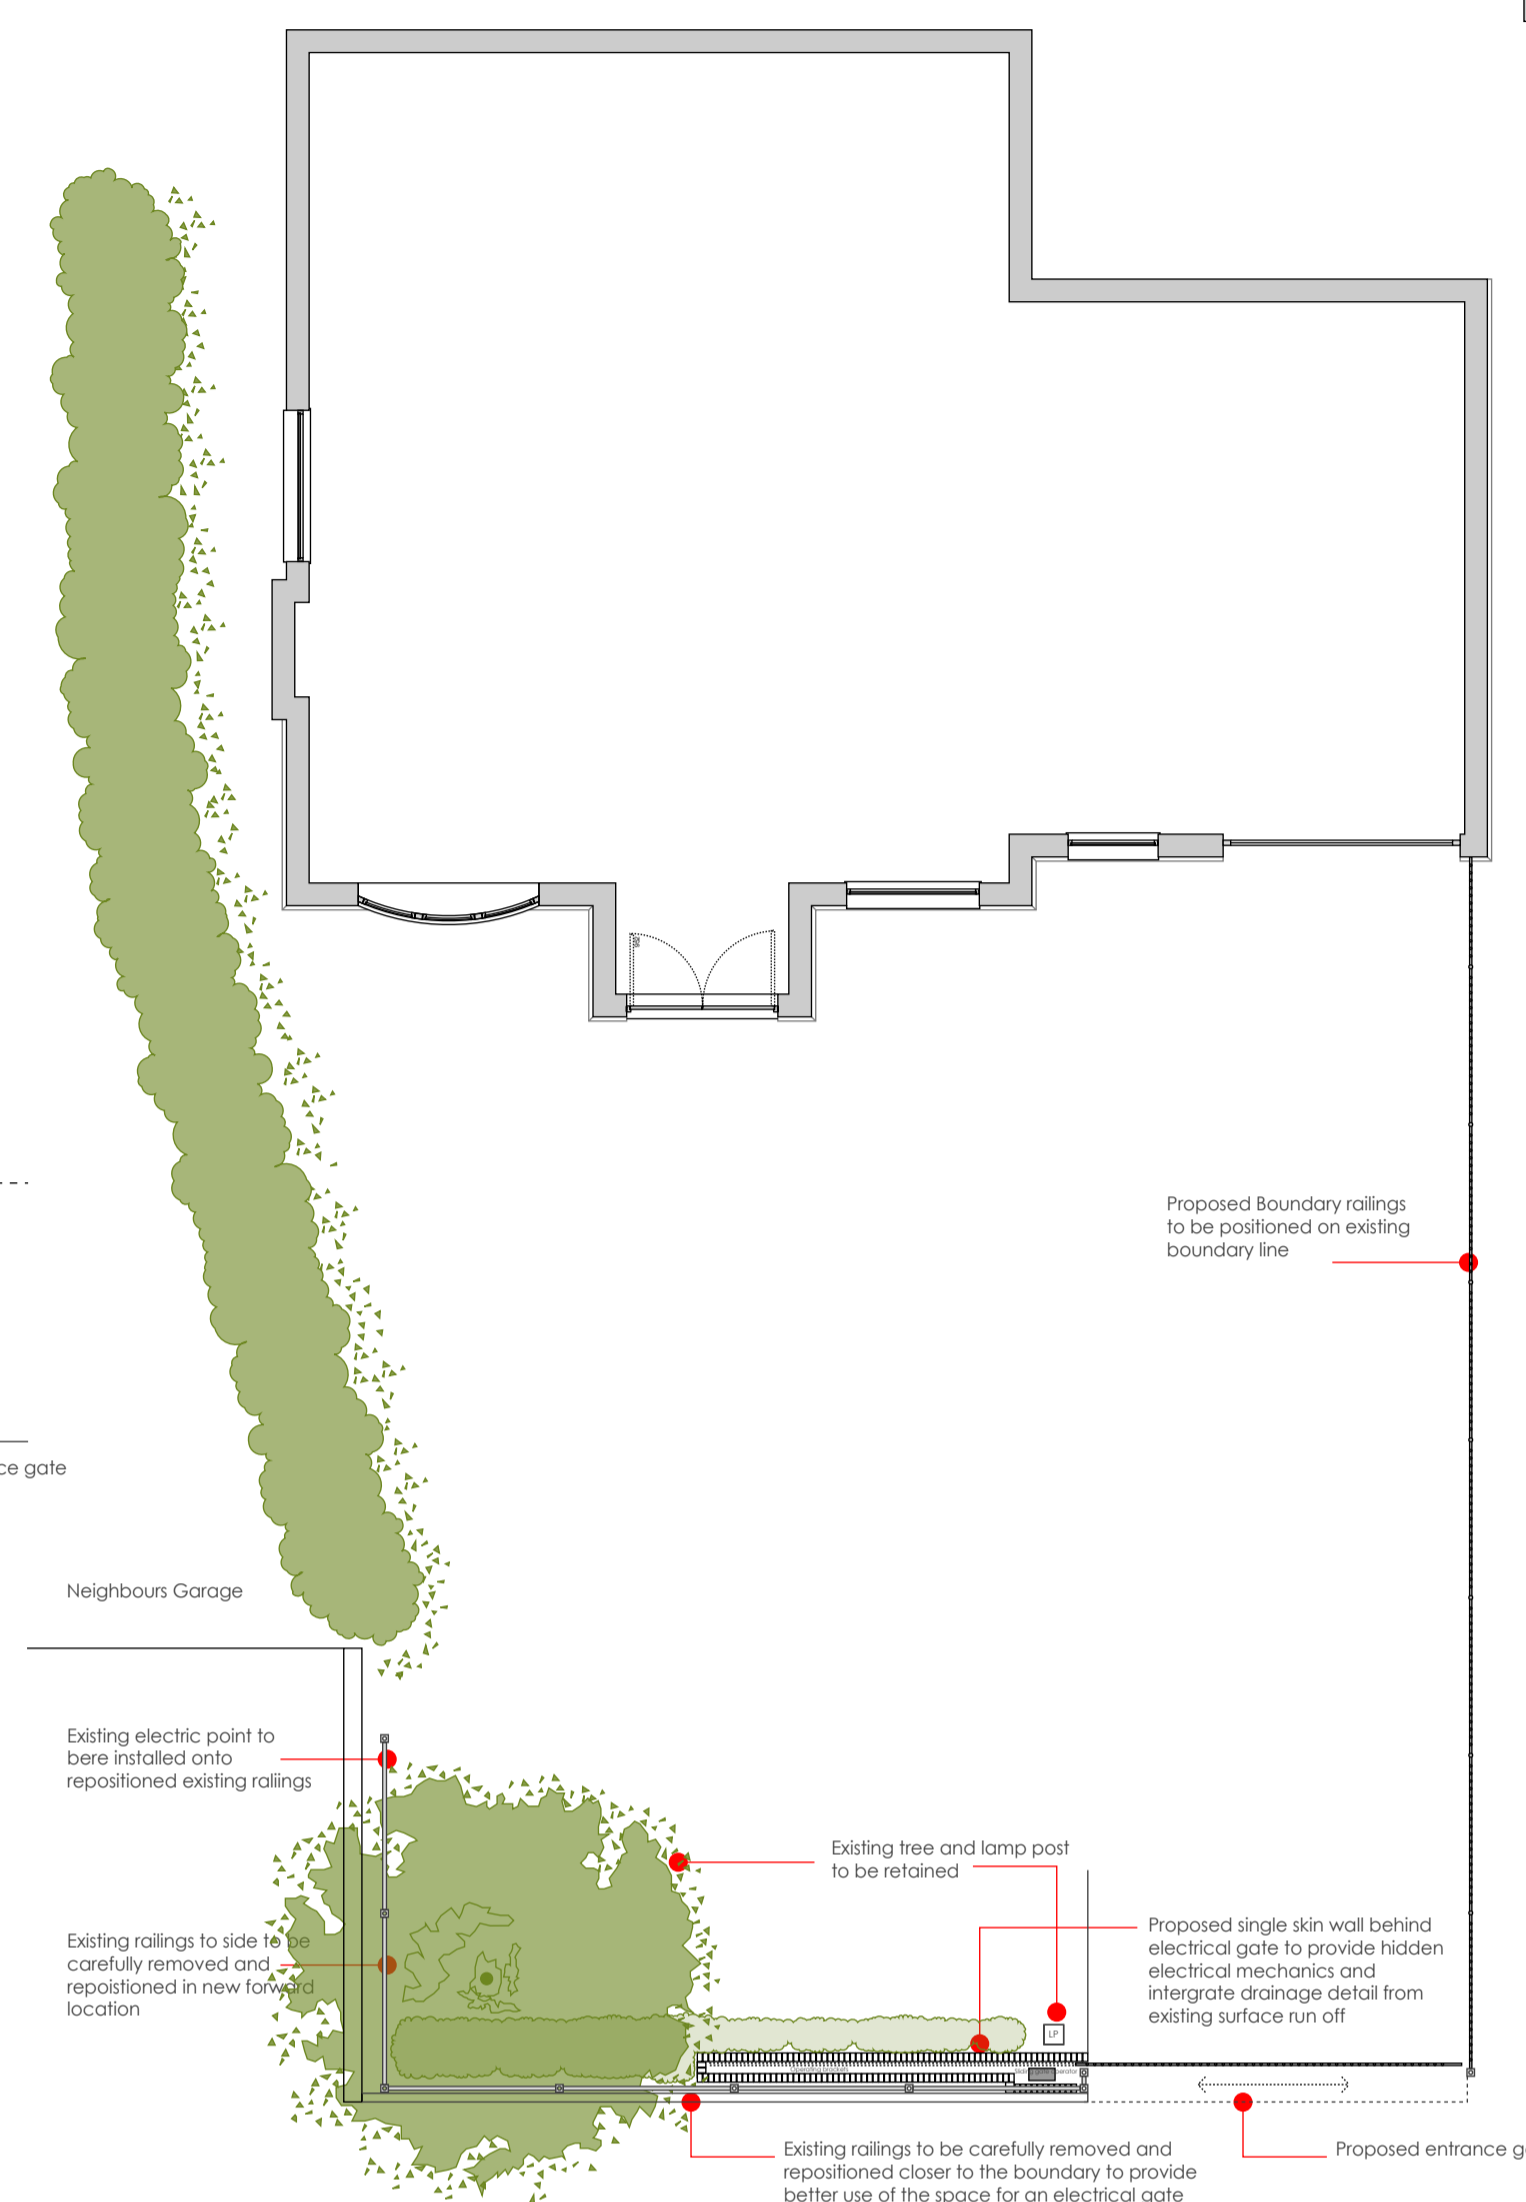 Proposed Boundary railings
to be positioned on existing
boundary line
ce gate
Neighbours Garage
Existing electric point to
bere installed onto
repositioned existing raliings
Existing tree and lamp post
to be retained
Proposed single skin wall behind
electrical gate to provide hidden
electrical mechanics and
intergrate drainage detail from
existing surface run off
Existing railings to side to be
carefully removed and
repoistioned in new forward
location
LP
Operating brackets
Existing railings to be carefully removed and
repositioned closer to the boundary to provide
better use of the space for an electrical gate
Proposed entrance g